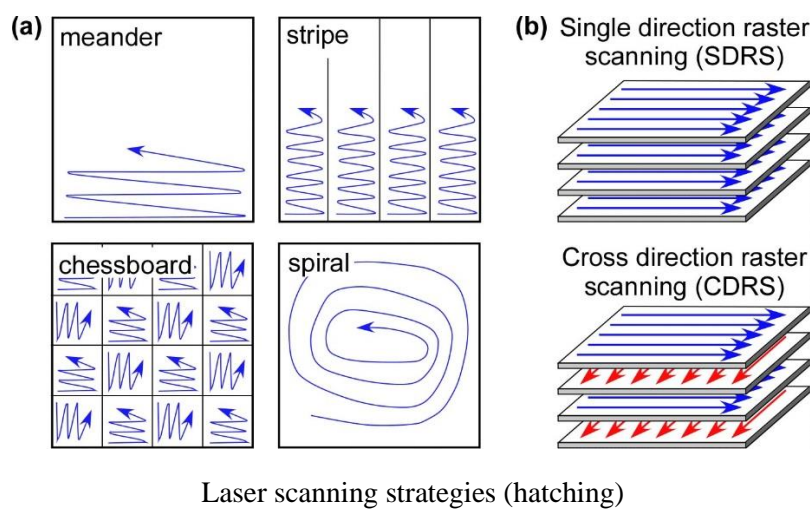 (a)
meander
stripe
chessboard
spiral
(b) Single direction raster
scanning (SDRS)
Cross direction raster
scanning (CDRS)
Laser scanning strategies (hatching)